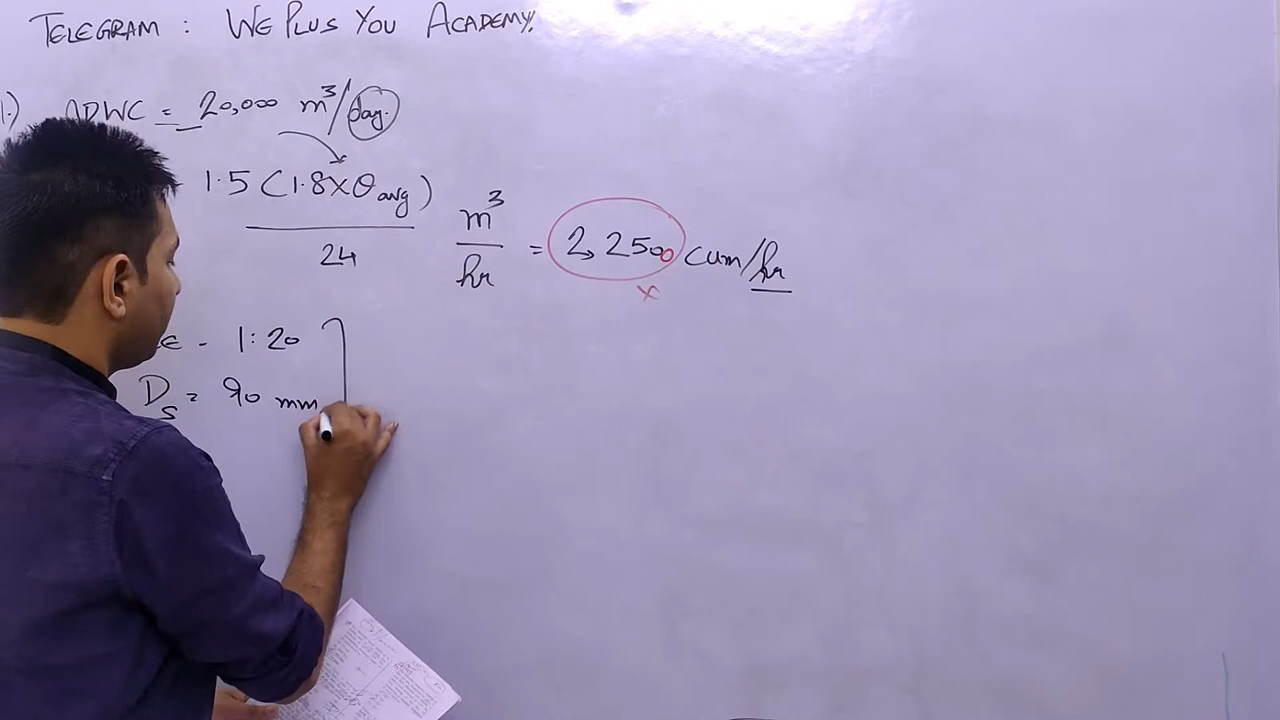 TELEGRAM : WE PLUS YOU ACADEMY.
1.) ADWC = 20,000 m³/day.
1.5 (1.8 X Q avg)
24
m³
hr
= 2,2500 cum/hr
x
- 1:20
Ds = 90 mm